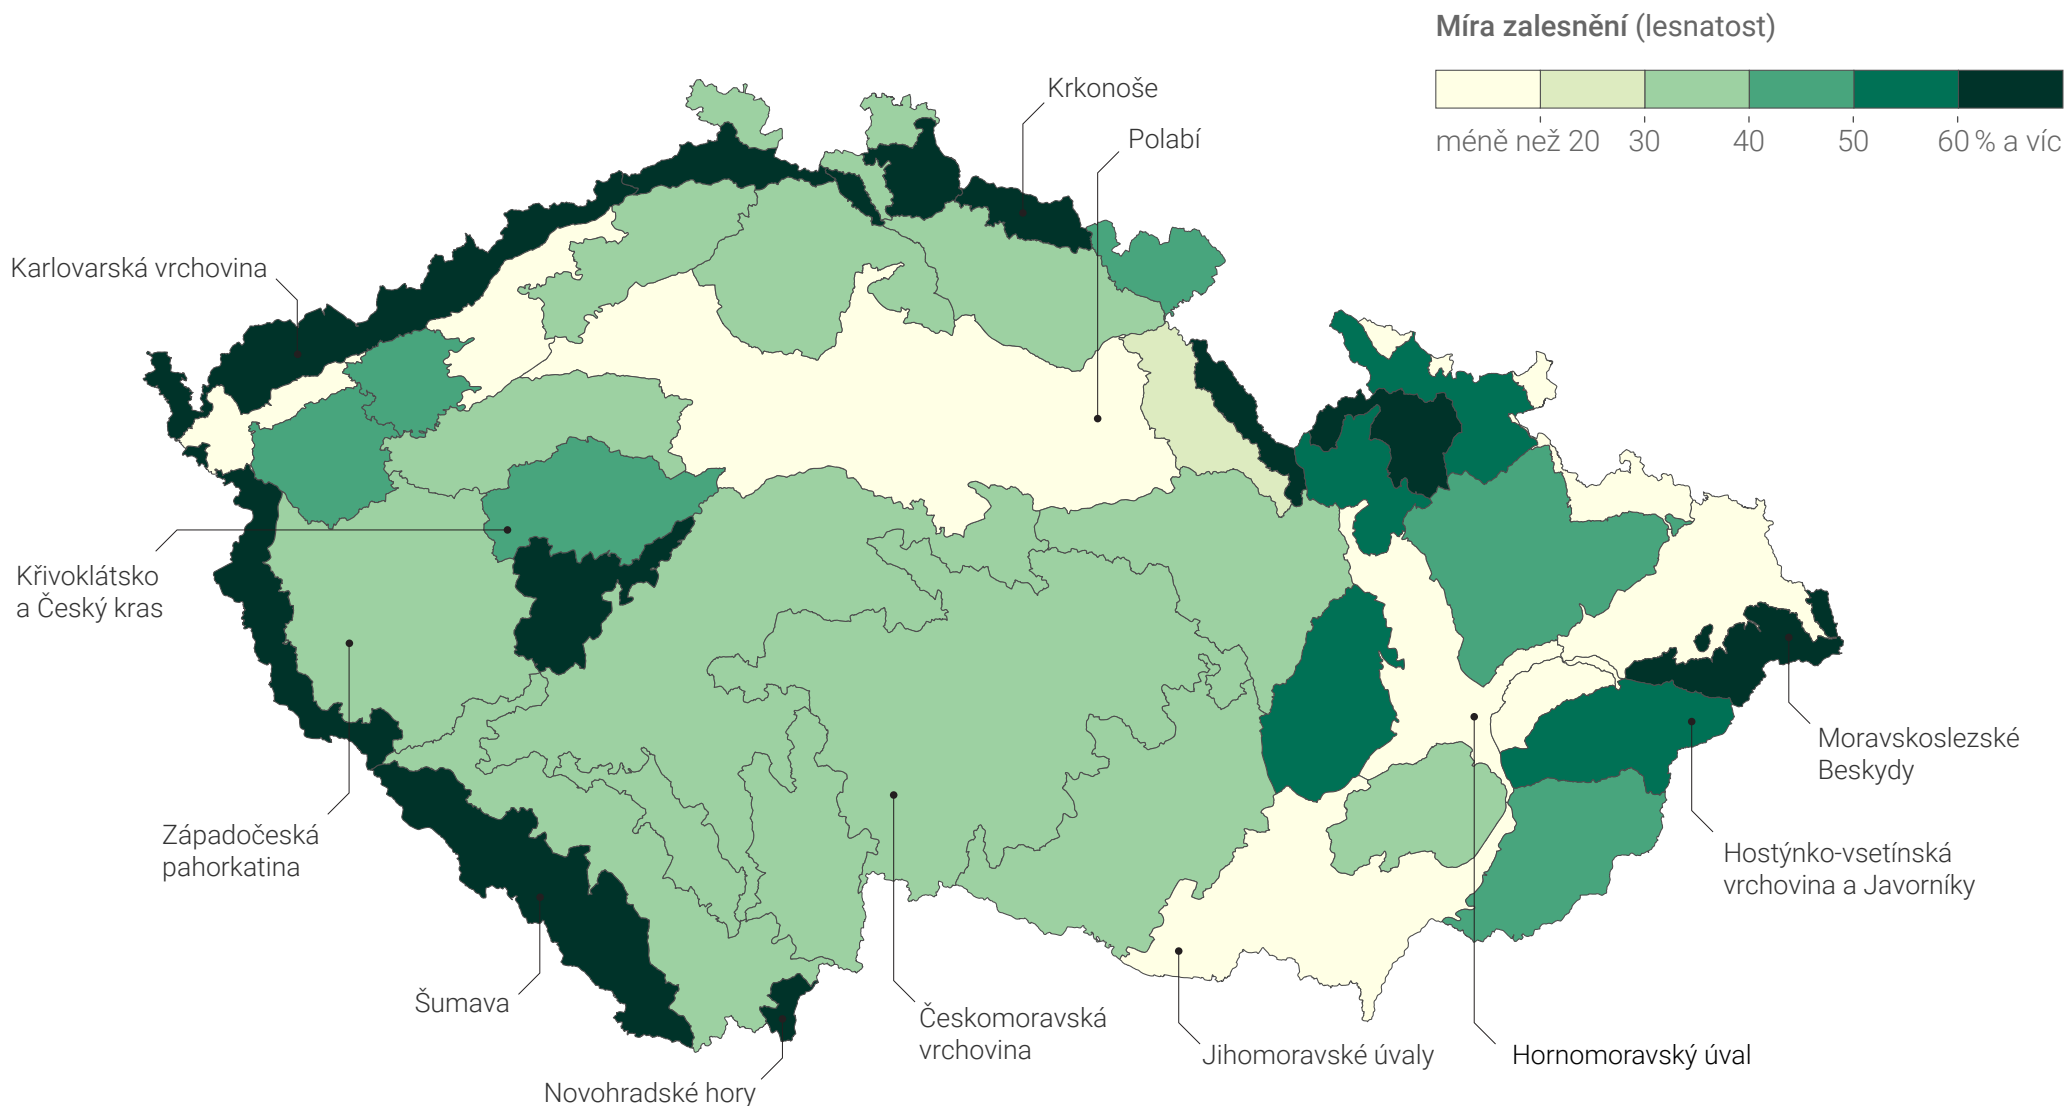 Míra zalesnění (lesnatost)
méně než 20 30 40 50 60 % a víc
Krkonoše
Polabí
Karlovarská vrchovina
Křivoklátsko
a Český kras
Západočeská
pahorkatina
Šumava
Novohradské hory
Českomoravská
vrchovina
Jihomoravské úvaly
Hornomoravský úval
Moravskoslezské
Beskydy
Hostýnko-vsetínská
vrchovina a Javorníky